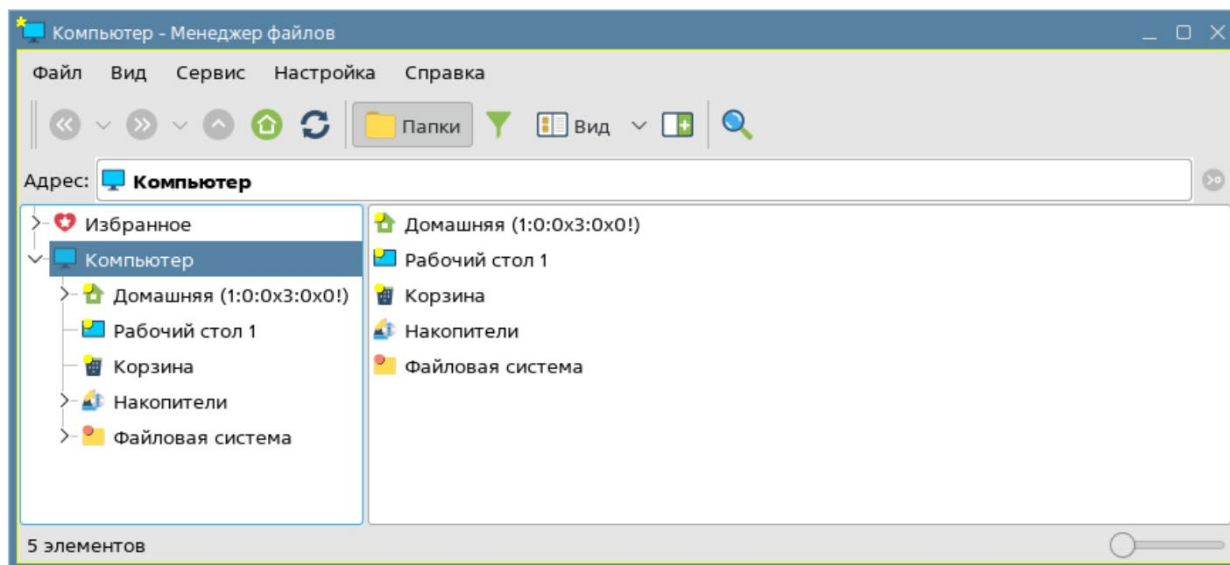 Компьютер - Менеджер файлов
Файл Вид Сервис Настройка Справка
Папки Вид
Адрес: Компьютер
Избранное
Компьютер
Домашняя (1:0:0x3:0x0!)
Рабочий стол 1
Корзина
Накопители
Файловая система
Домашняя (1:0:0x3:0x0!)
Рабочий стол 1
Корзина
Накопители
Файловая система
5 элементов